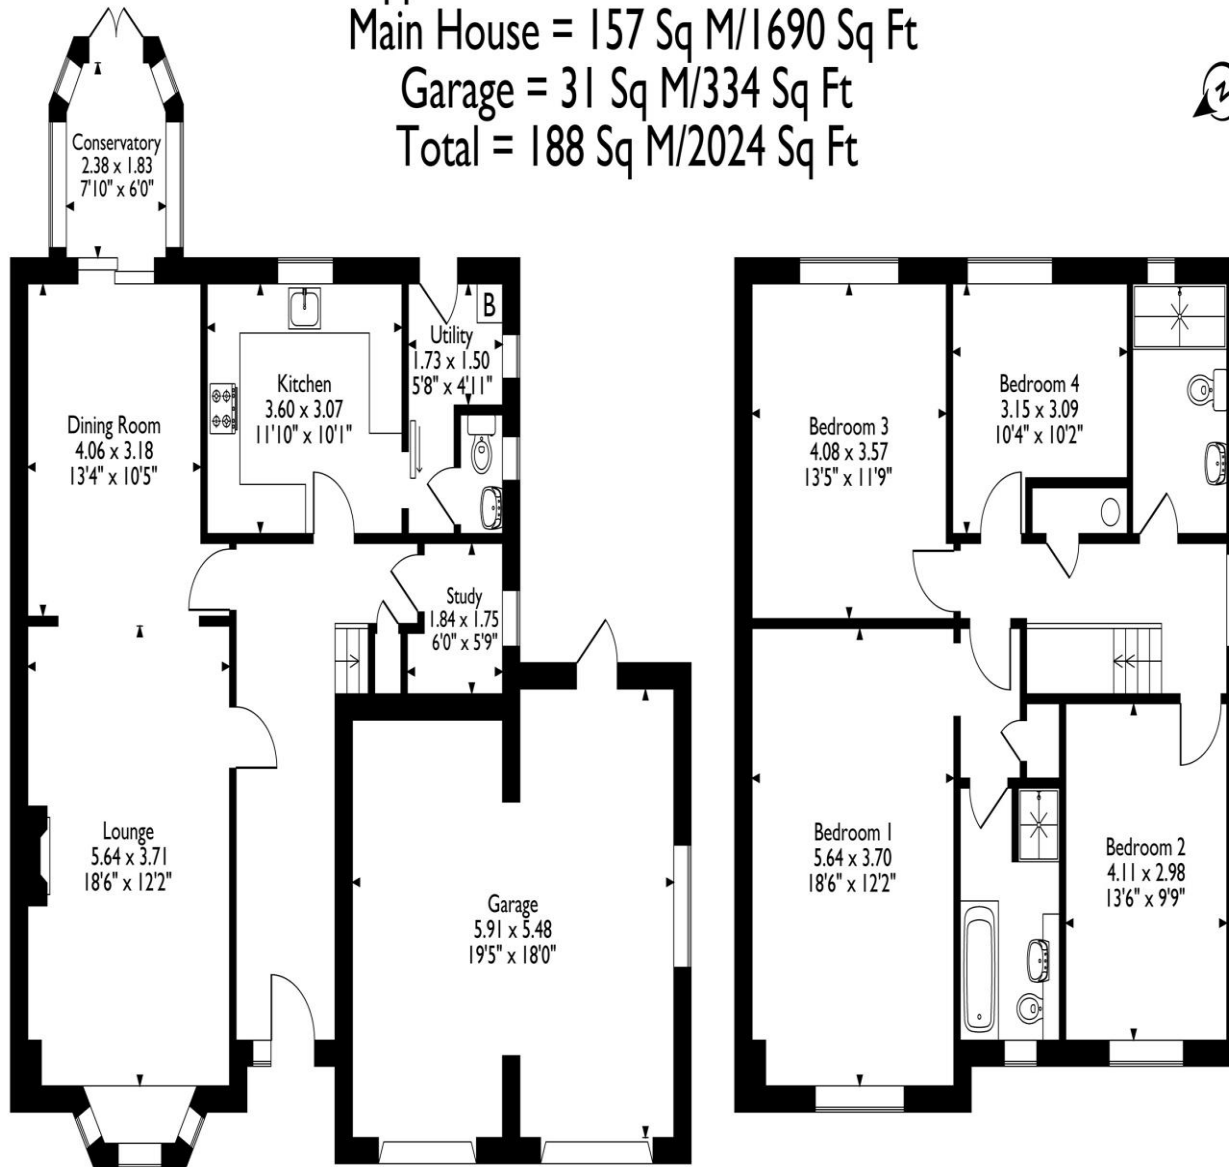 Main House = 157 Sq M/1690 Sq Ft
Garage = 31 Sq M/334 Sq Ft
Total = 188 Sq M/2024 Sq Ft
N
Conservatory
2.38 x 1.83
7'10" x 6'0"
Dining Room
4.06 x 3.18
13'4" x 10'5"
Kitchen
3.60 x 3.07
11'10" x 10'1"
B
Utility
1.73 x 1.50
5'8" x 4'11"
Study
1.84 x 1.75
6'0" x 5'9"
Lounge
5.64 x 3.71
18'6" x 12'2"
Garage
5.91 x 5.48
19'5" x 18'0"
Bedroom 3
4.08 x 3.57
13'5" x 11'9"
Bedroom 4
3.15 x 3.09
10'4" x 10'2"
Bedroom 1
5.64 x 3.70
18'6" x 12'2"
Bedroom 2
4.11 x 2.98
13'6" x 9'9"